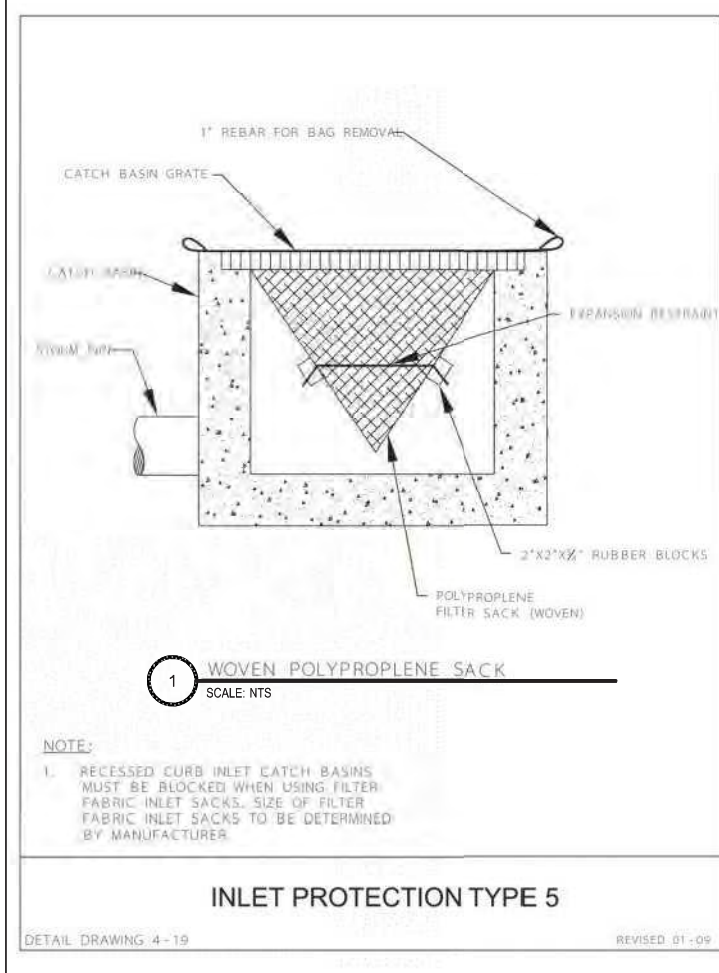 1" REBAR FOR BAG REMOVAL
CATCH BASIN GRATE
CATCH BASIN
EXPANSION RESTRAINT
2"X2"X" RUBBER BLOCKS
POLYPROPLENE
FILTER SACK (WOVEN)
1
WOVEN POLYPROPLENE SACK
SCALE: NTS
NOTE:
1. RECESSED CURB INLET CATCH BASINS
MUST BE BLOCKED WHEN USING FILTER
FABRIC INLET SACKS. SIZE OF FILTER
FABRIC INLET SACKS TO BE DETERMINED
BY MANUFACTURER
INLET PROTECTION TYPE 5
DETAIL DRAWING 4-19
REVISED 01-09